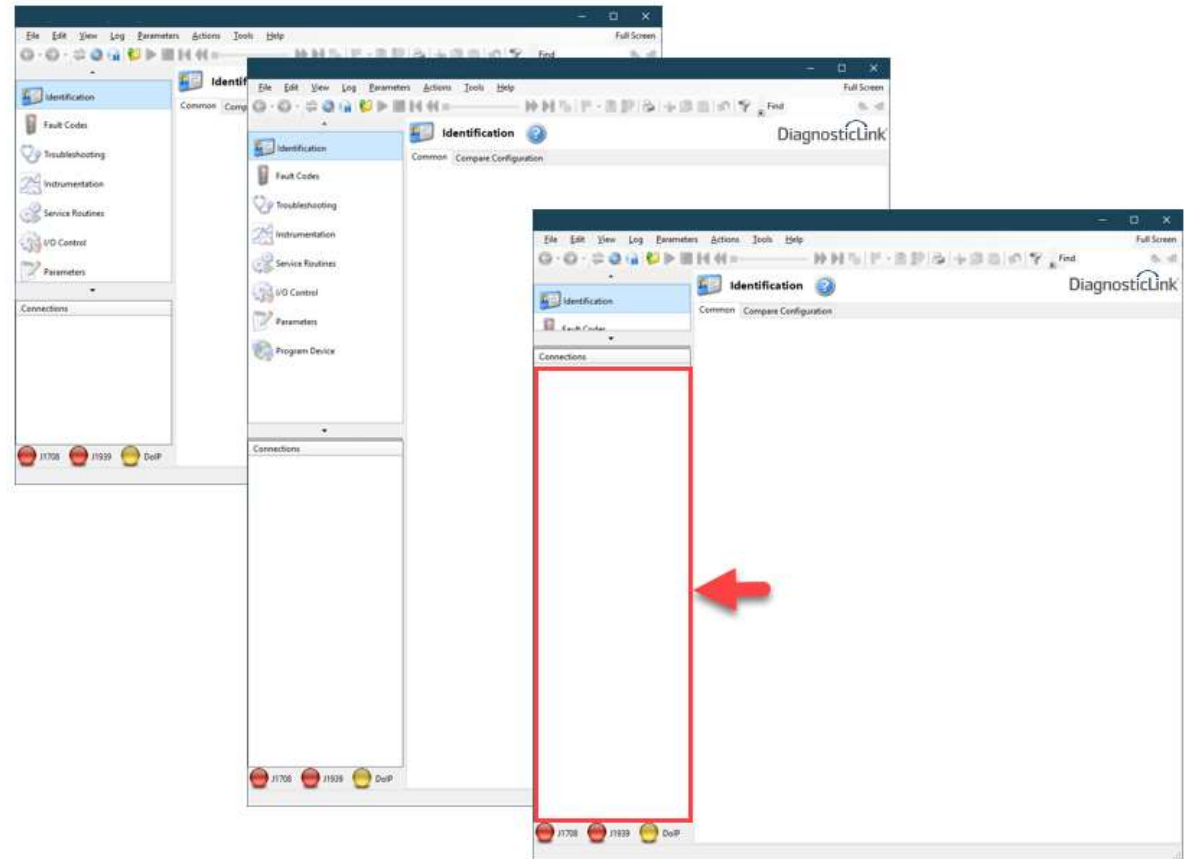 File Edit View Log Parameters Actions Tools Help Full Screen
Find
Identification
Fault Codes
Troubleshooting
Instrumentation
Service Routines
I/O Control
Parameters
Connections
J1708 J1939 DoIP
Identif
Common Comp
File Edit View Log Parameters Actions Tools Help Full Screen
Find
Identification
Fault Codes
Troubleshooting
Instrumentation
Service Routines
I/O Control
Parameters
Program Device
Connections
J1708 J1939 DoIP
Identification DiagnosticLink
Common Compare Configuration
File Edit View Log Parameters Actions Tools Help Full Screen
Find
Identification
Fault Codes
Connections
J1708 J1939 DoIP
Identification DiagnosticLink
Common Compare Configuration